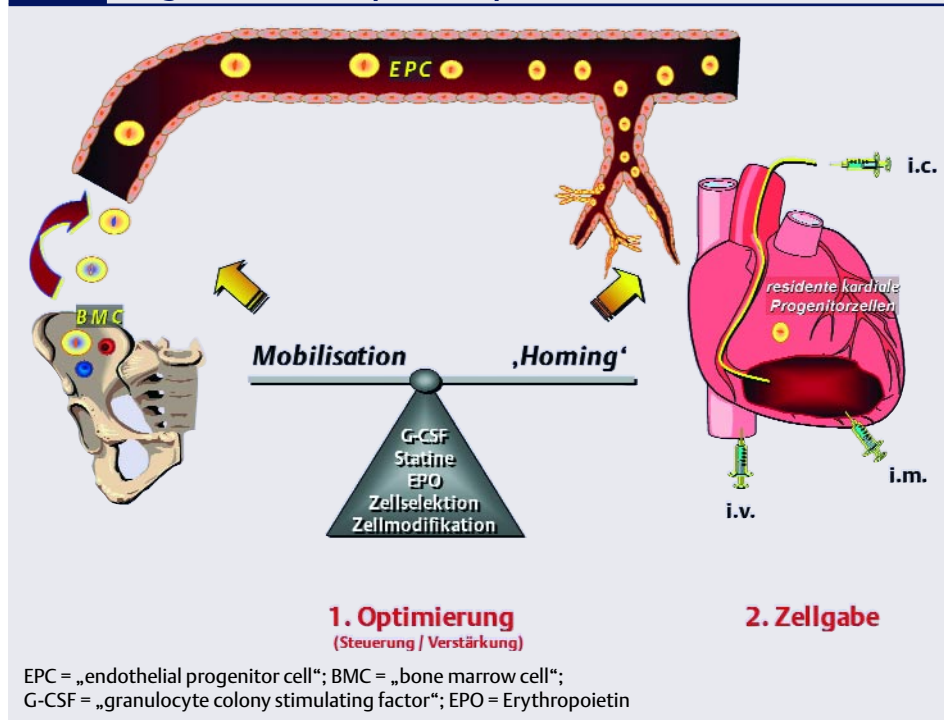 EPC
i.c.
residente kardiale
Progenitorzellen
BMC
Mobilisation ‚Homing‘
G-CSF
Statine
EPO
Zellselektion
Zellmodifikation
i.m.
i.v.
1. Optimierung
(Steuerung / Verstärkung)
2. Zellgabe
EPC = „endothelial progenitor cell“; BMC = „bone marrow cell“;
G-CSF = „granulocyte colony stimulating factor“; EPO = Erythropoietin